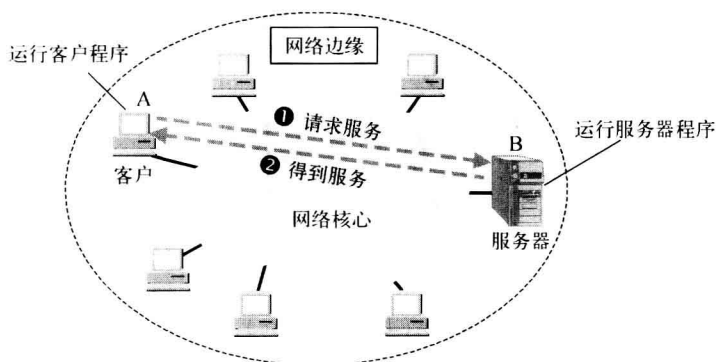 网络边缘
运行客户程序
A
❶ 请求服务
运行服务器程序
B
❷ 得到服务
客户
网络核心
服务器